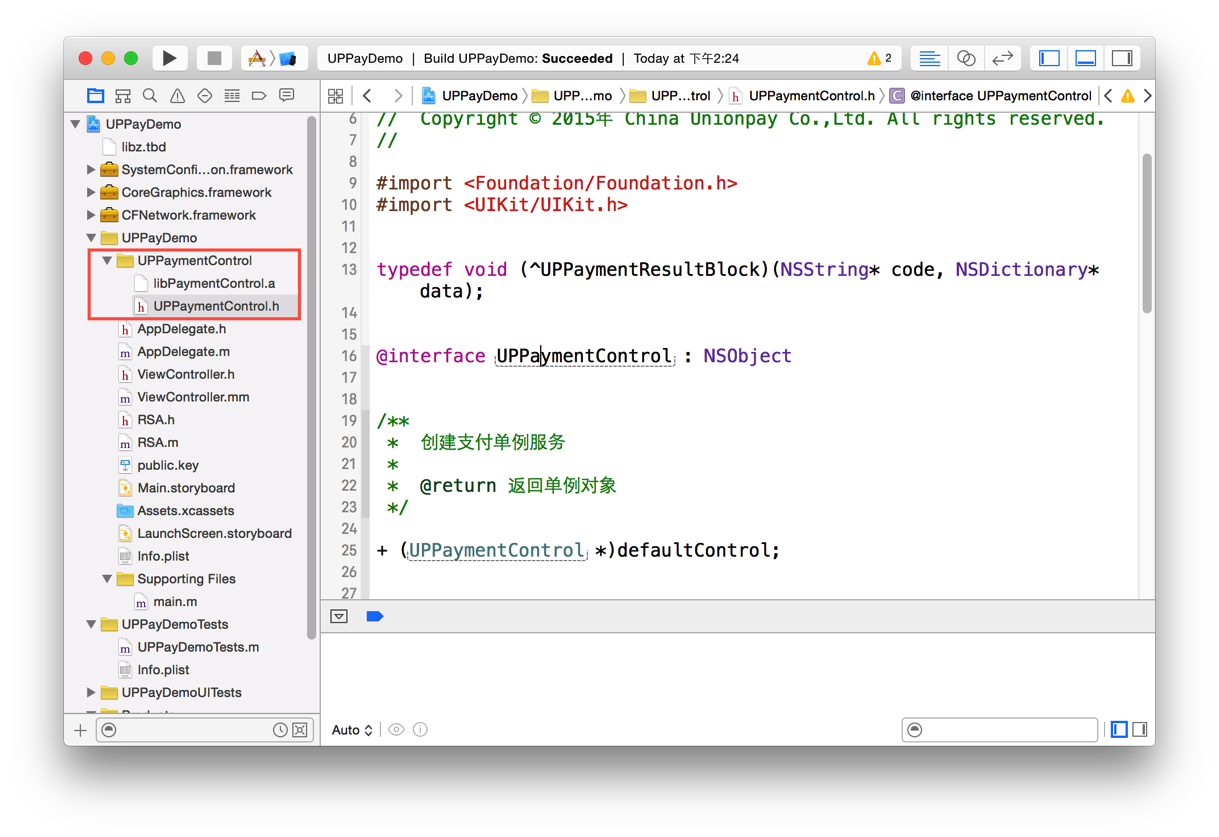 UPPayDemo | Build UPPayDemo: Succeeded | Today at 下午2:24
2
UPPayDemo
UPP...mo
UPP...trol
UPPaymentControl.h
@interface UPPaymentControl
UPPayDemo
libz.tbd
SystemConfi...on.framework
CoreGraphics.framework
CFNetwork.framework
UPPayDemo
UPPaymentControl
libPaymentControl.a
UPPaymentControl.h
AppDelegate.h
AppDelegate.m
ViewController.h
ViewController.mm
RSA.h
RSA.m
public.key
Main.storyboard
Assets.xcassets
LaunchScreen.storyboard
Info.plist
Supporting Files
main.m
UPPayDemoTests
UPPayDemoTests.m
Info.plist
UPPayDemoUITests
6 // Copyright © 2015年 China Unionpay Co.,Ltd. All rights reserved.
7 //
8
9 #import <Foundation/Foundation.h>
10 #import <UIKit/UIKit.h>
11
12
13 typedef void (^UPPaymentResultBlock)(NSString* code, NSDictionary*
data);
14
15
16 @interface UPPaymentControl : NSObject
17
18
19 /**
20 * 创建支付单例服务
21 *
22 * @return 返回单例对象
23 */
24
25 + (UPPaymentControl *)defaultControl;
26
27
Auto